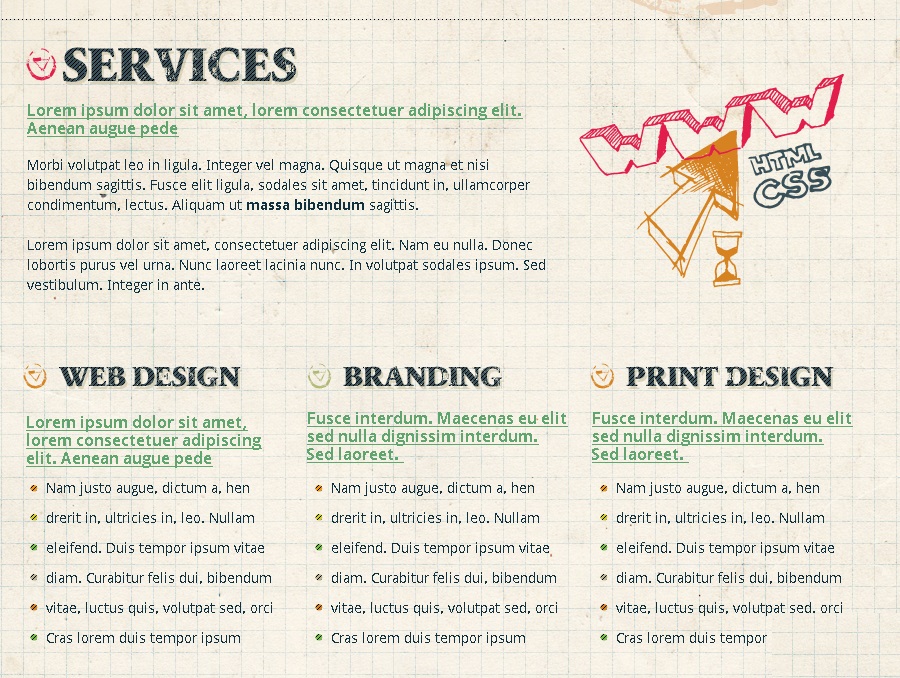 SERVICES
Lorem ipsum dolor sit amet, lorem consectetuer adipiscing elit.
Aenean augue pede
Morbi volutpat leo in ligula. Integer vel magna. Quisque ut magna et nisi
bibendum sagittis. Fusce elit ligula, sodales sit amet, tincidunt in, ullamcorper
condimentum, lectus. Aliquam ut massa bibendum sagittis.
Lorem ipsum dolor sit amet, consectetuer adipiscing elit. Nam eu nulla. Donec
lobortis purus vel urna. Nunc laoreet lacinia nunc. In volutpat sodales ipsum. Sed
vestibulum. Integer in ante.
WWW
HTML
CSS
WEB DESIGN
Lorem ipsum dolor sit amet,
lorem consectetuer adipiscing
elit. Aenean augue pede
Nam justo augue, dictum a, hen
drerit in, ultricies in, leo. Nullam
eleifend. Duis tempor ipsum vitae
diam. Curabitur felis dui, bibendum
vitae, luctus quis, volutpat sed, orci
Cras lorem duis tempor ipsum
BRANDING
Fusce interdum. Maecenas eu elit
sed nulla dignissim interdum.
Sed laoreet.
Nam justo augue, dictum a, hen
drerit in, ultricies in, leo. Nullam
eleifend. Duis tempor ipsum vitae
diam. Curabitur felis dui, bibendum
vitae, luctus quis, volutpat sed, orci
Cras lorem duis tempor ipsum
PRINT DESIGN
Fusce interdum. Maecenas eu elit
sed nulla dignissim interdum.
Sed laoreet.
Nam justo augue, dictum a, hen
drerit in, ultricies in, leo. Nullam
eleifend. Duis tempor ipsum vitae
diam. Curabitur felis dui, bibendum
vitae, luctus quis, volutpat sed, orci
Cras lorem duis tempor